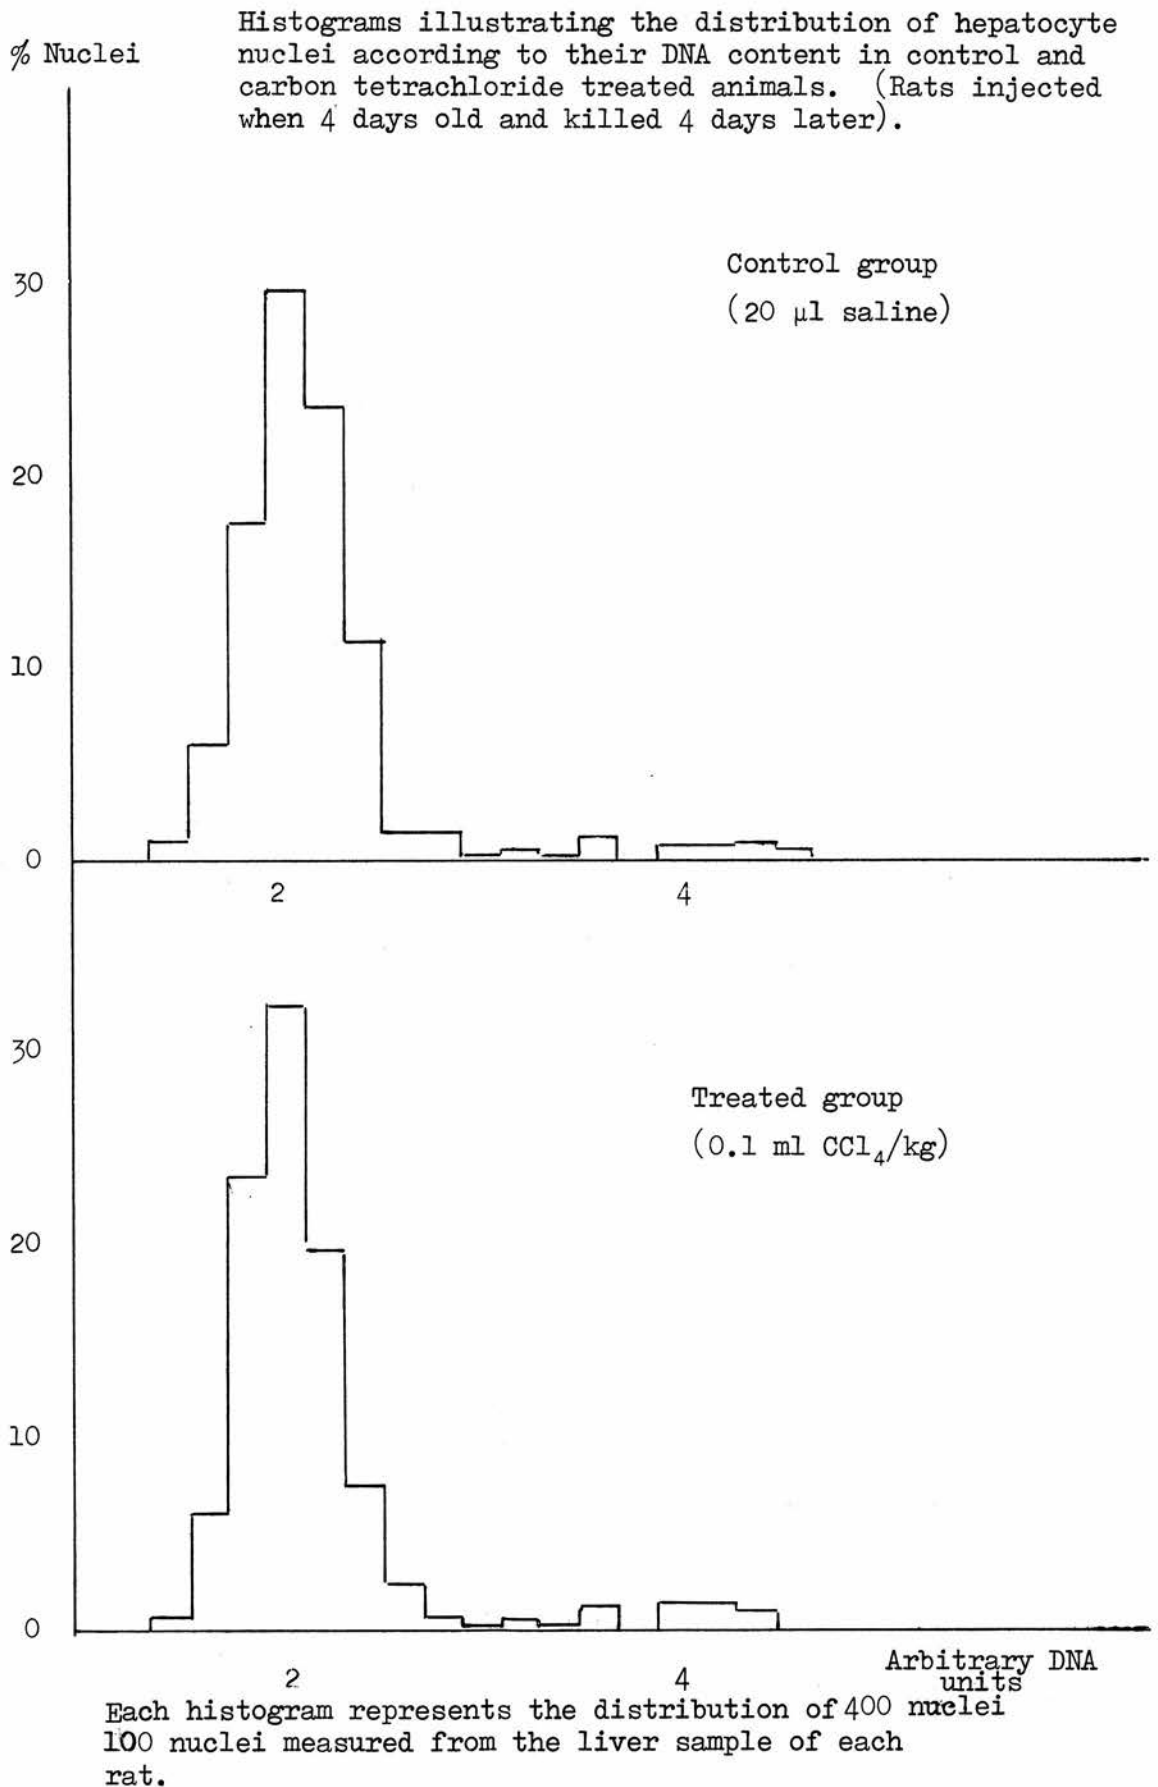 Histograms illustrating the distribution of hepatocyte
nuclei according to their DNA content in control and
carbon tetrachloride treated animals. (Rats injected
when 4 days old and killed 4 days later).
% Nuclei
Control group
(20 µl saline)
30
20
10
0
2 4
Treated group
(0.1 ml CCl₄/kg)
30
20
10
0
2 4
Arbitrary DNA
units
Each histogram represents the distribution of 400 nuclei
100 nuclei measured from the liver sample of each
rat.